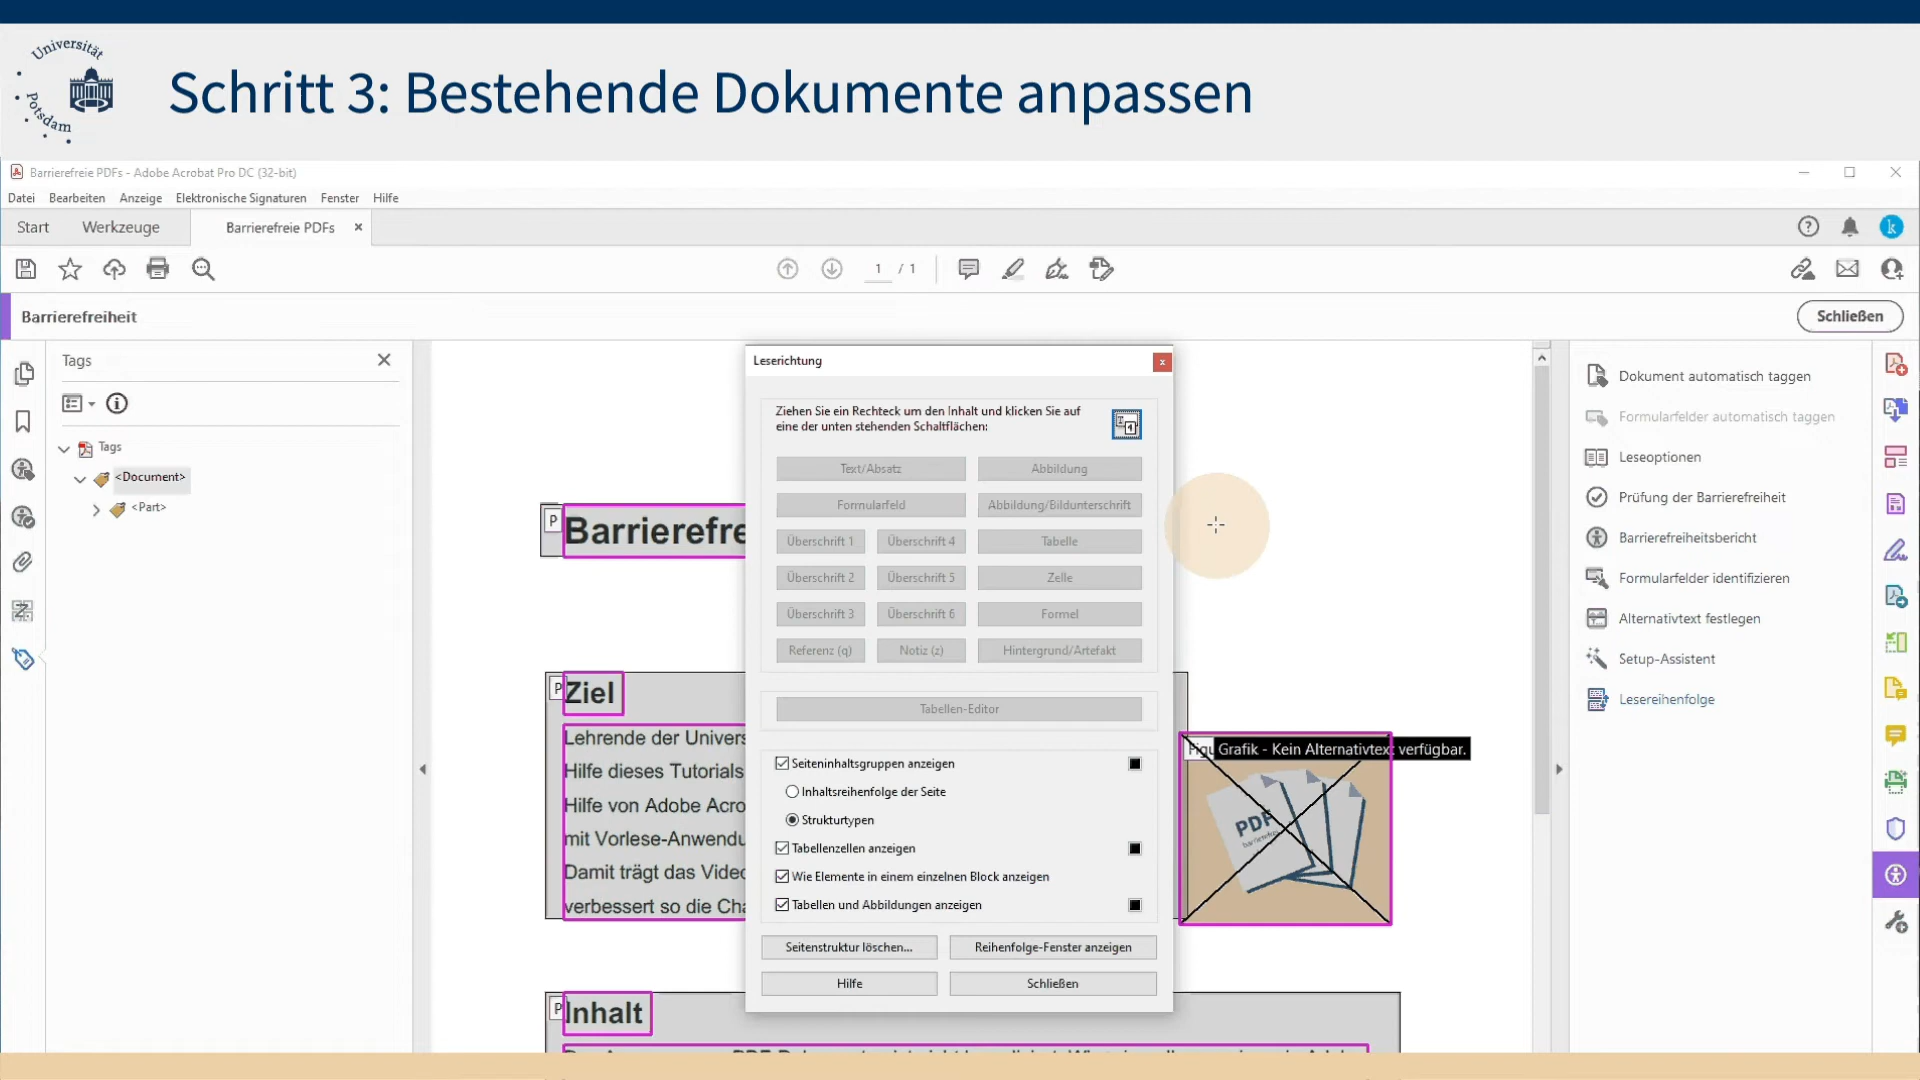 Universität
Potsdam
Schritt 3: Bestehende Dokumente anpassen
Barrierefreie PDFs - Adobe Acrobat Pro DC (32-bit)
Datei Bearbeiten Anzeige Elektronische Signaturen Fenster Hilfe
Start Werkzeuge Barrierefreie PDFs
k
1 / 1
Barrierefreiheit
Schließen
Tags
Tags
<Document>
<Part>
P
Barrierefre
P
Ziel
Lehrende der Univers
Hilfe dieses Tutorials
Hilfe von Adobe Acro
mit Vorlese-Anwendu
Damit trägt das Video
verbessert so die Cha
P
Inhalt
Leserichtung
Ziehen Sie ein Rechteck um den Inhalt und klicken Sie auf
eine der unten stehenden Schaltflächen:
Text/Absatz Abbildung
Formularfeld Abbildung/Bildunterschrift
Überschrift 1 Überschrift 4 Tabelle
Überschrift 2 Überschrift 5 Zelle
Überschrift 3 Überschrift 6 Formel
Referenz (q) Notiz (z) Hintergrund/Artefakt
Tabellen-Editor
Seiteninhaltsgruppen anzeigen
Inhaltsreihenfolge der Seite
Strukturtypen
Tabellenzellen anzeigen
Wie Elemente in einem einzelnen Block anzeigen
Tabellen und Abbildungen anzeigen
Seitenstruktur löschen... Reihenfolge-Fenster anzeigen
Hilfe Schließen
Figu Grafik - Kein Alternativtext verfügbar.
PDF
Dokument automatisch taggen
Formularfelder automatisch taggen
Leseoptionen
Prüfung der Barrierefreiheit
Barrierefreiheitsbericht
Formularfelder identifizieren
Alternativtext festlegen
Setup-Assistent
Lesereihenfolge